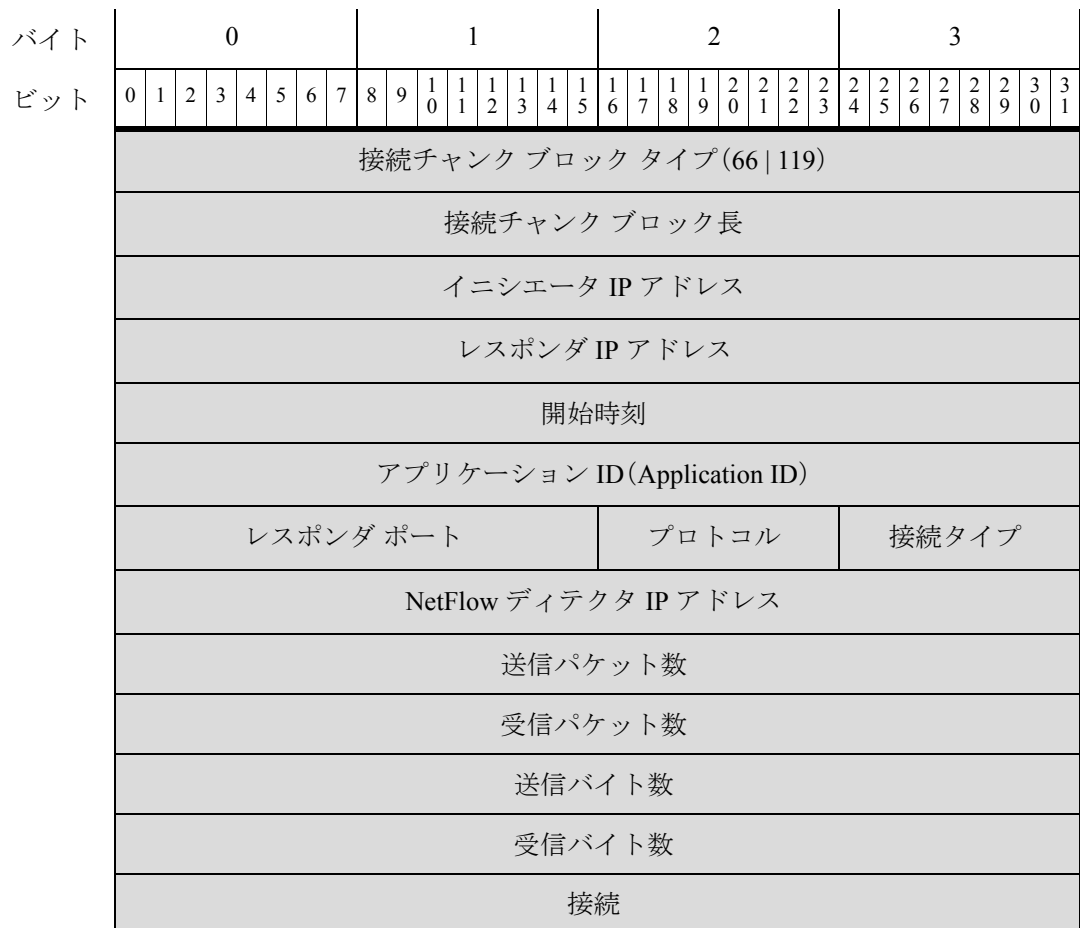 バイト 0 1 2 3
ビット 0 1 2 3 4 5 6 7 8 9 10 11 12 13 14 15 16 17 18 19 20 21 22 23 24 25 26 27 28 29 30 31
接続チャンク ブロック タイプ(66 | 119)
接続チャンク ブロック長
イニシエータ IP アドレス
レスポンダ IP アドレス
開始時刻
アプリケーション ID(Application ID)
レスポンダ ポート プロトコル 接続タイプ
NetFlow ディテクタ IP アドレス
送信パケット数
受信パケット数
送信バイト数
受信バイト数
接続